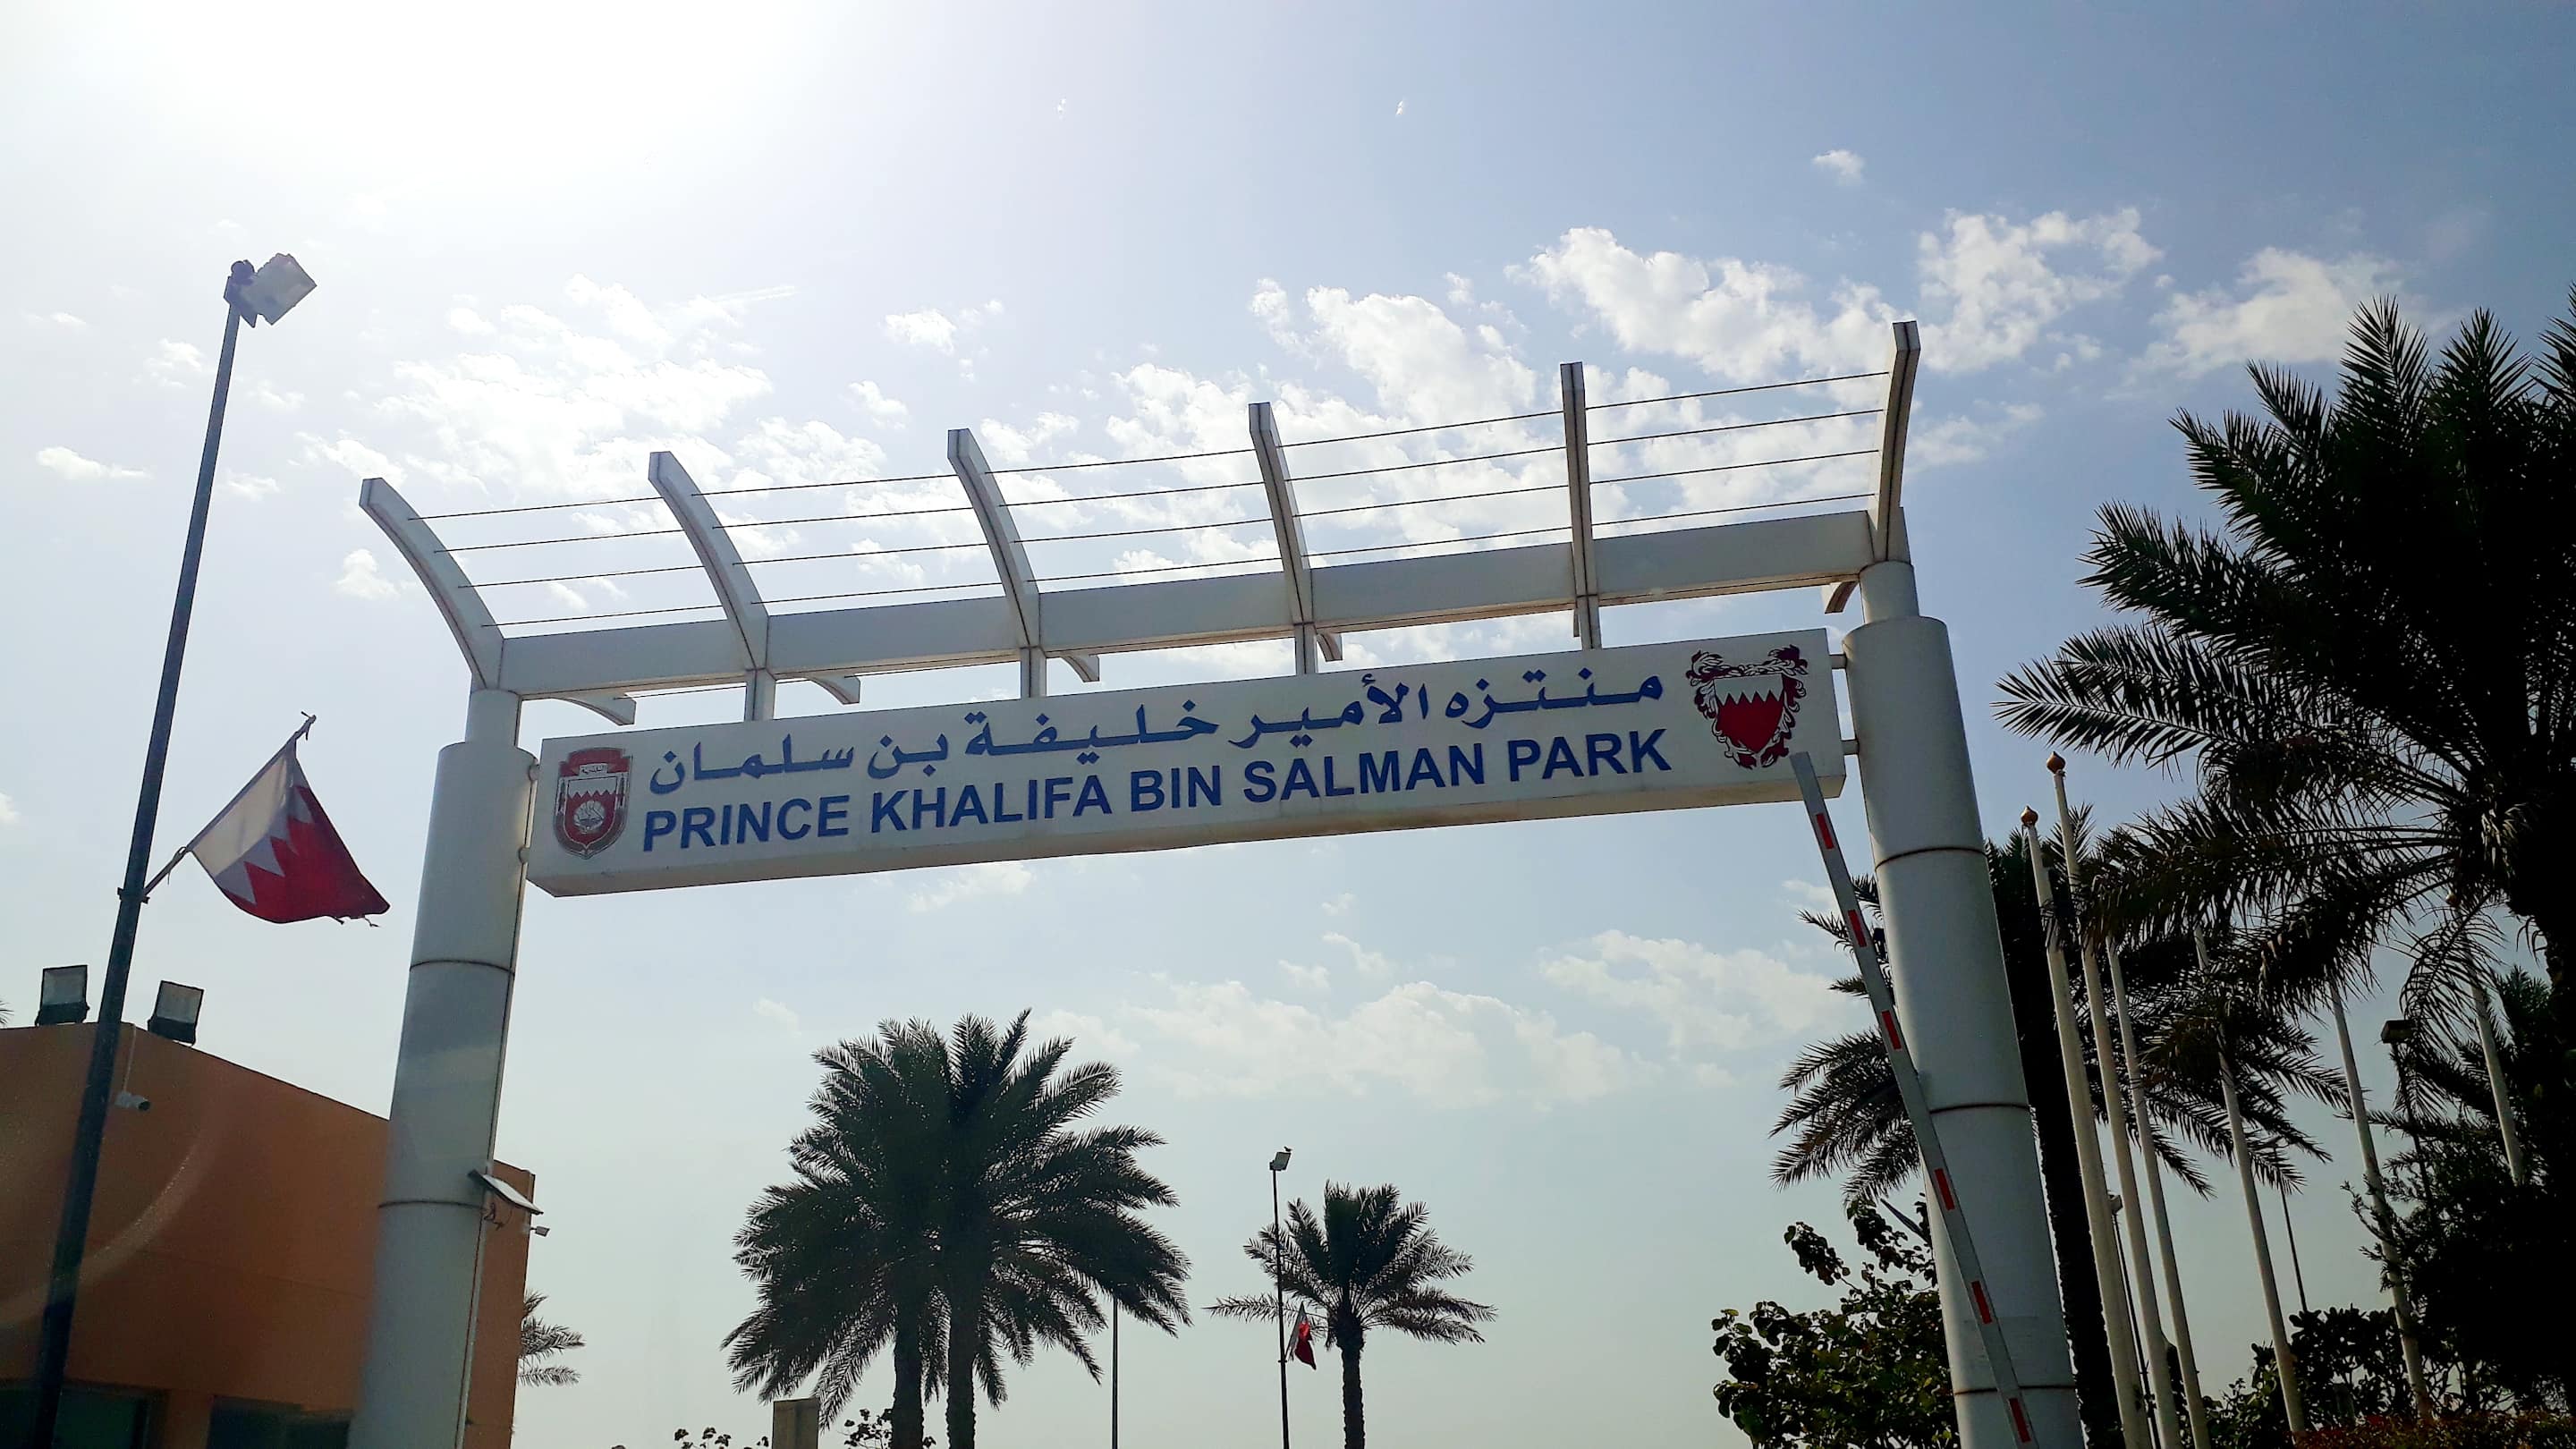 منتزه الأمير خليفة بن سلمان
PRINCE KHALIFA BIN SALMAN PARK